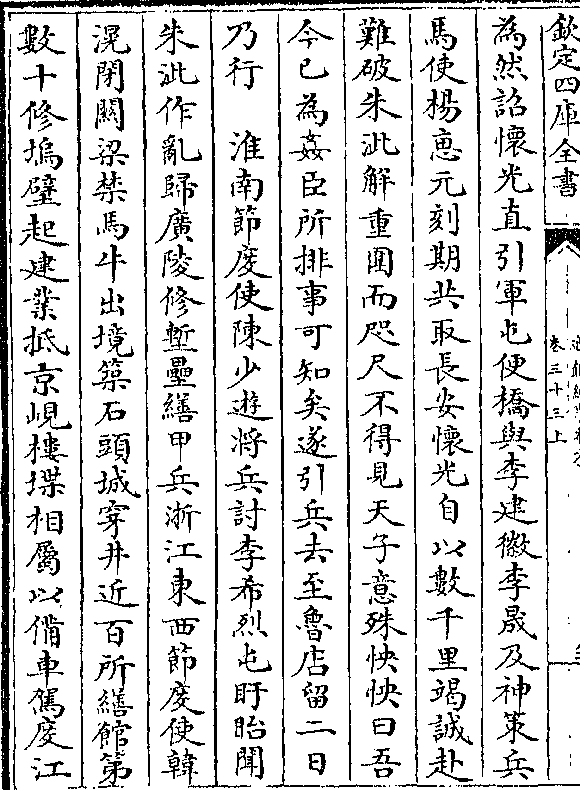 欽定四庫全書
卷三十三上
為然詔懷光直引軍屯便橋與李建徽李晟及神策兵
馬使楊惠元刻期共取長安懷光自以數千里竭誠赴
難破朱泚解重圍而咫尺不得見天子意殊怏怏曰吾
今已為姦臣所排事可知矣遂引兵去至魯店留二日
乃行　淮南節度使陳少遊將兵討李希烈屯盱眙聞
朱泚作亂歸廣陵修塹壘繕甲兵浙江東西節度使韓
滉閉關梁禁馬牛出境築石頭城穿井近百所繕館第
數十修塢壁起建業抵京峴樓堞相屬以備車駕度江